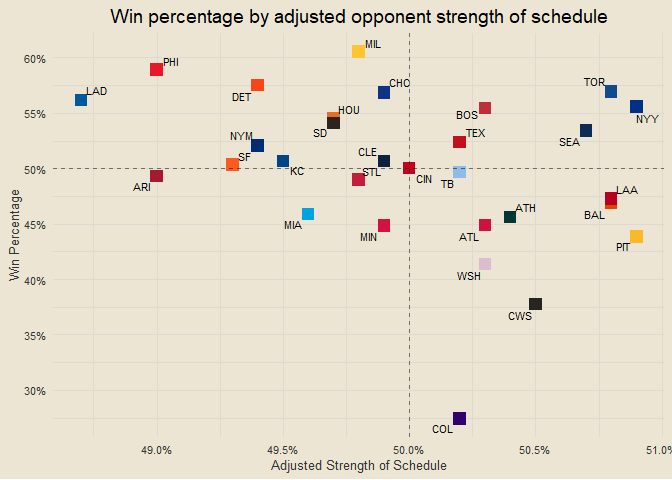 Win percentage by adjusted opponent strength of schedule
60%
55%
50%
45%
40%
35%
30%
Win Percentage
MIL
PHI
LAD
DET
CHC
TOR
NYY
HOU
SD
BOS
SEA
TEX
NYM
SF
KC
CLE
STL
CIN
TB
ARI
LAA
BAL
MIA
MIN
ATL
ATH
PIT
WSH
CWS
COL
49.0%
49.5%
50.0%
50.5%
51.0%
Adjusted Strength of Schedule